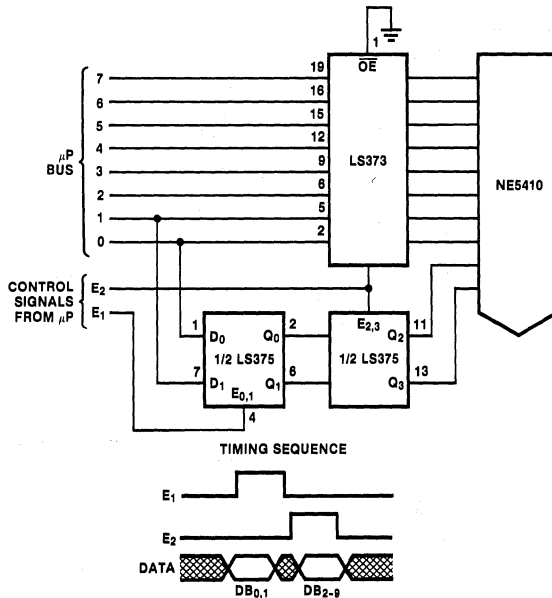 1
OE
µP
BUS
7
6
5
4
3
2
1
0
19
16
15
12
9
6
5
2
LS373
NE5410
CONTROL
SIGNALS
FROM µP
E2
E1
1
D0
Q0
2
1/2 LS375
7
D1
Q1
6
E0,1
4
E2,3
Q2
11
1/2 LS375
Q3
13
TIMING SEQUENCE
E1
E2
DATA
DB0,1
DB2–9